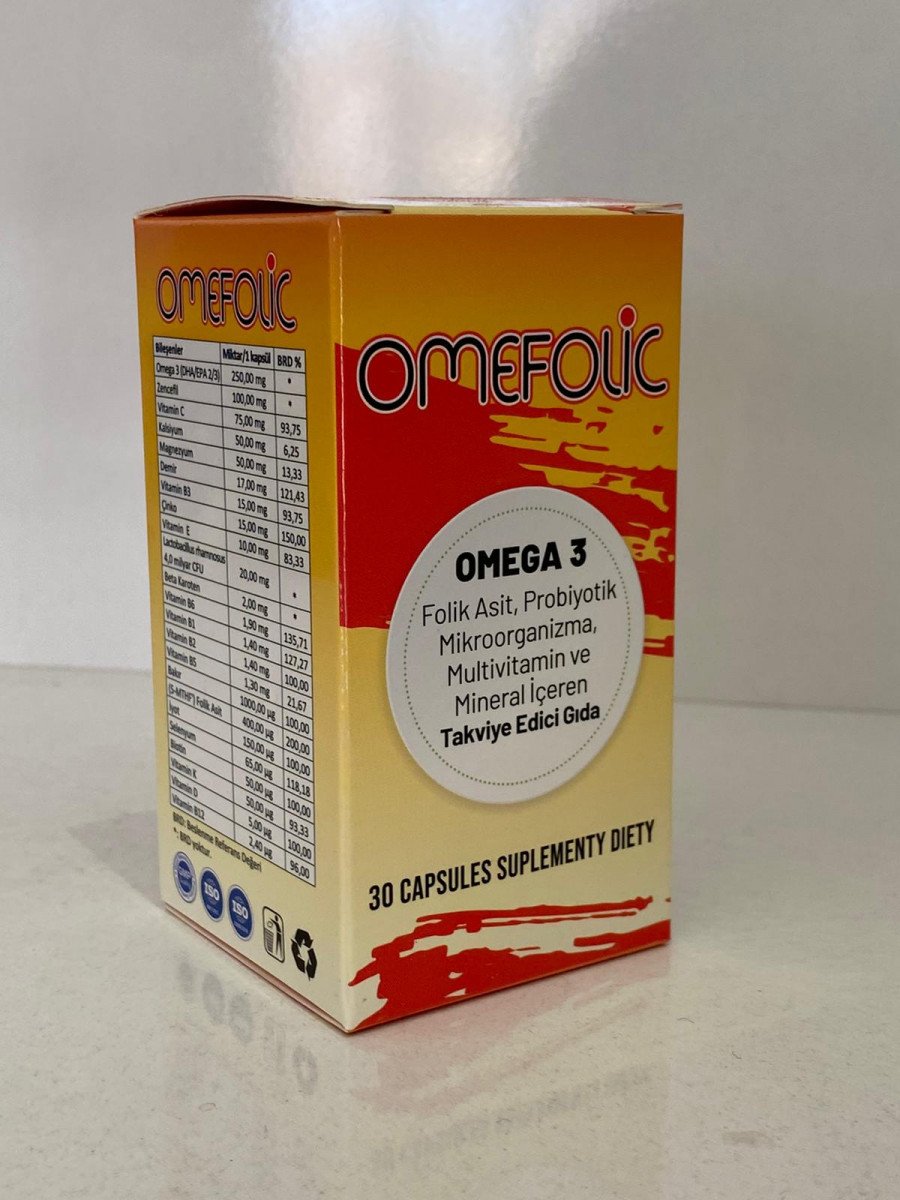 OMEFOLiC
Bileşenler Miktar/1 kapsül BRD %
Omega 3 (DHA/EPA 2/3) 250,00 mg *
Zencefil 100,00 mg *
Vitamin C 75,00 mg 93,75
Kalsiyum 50,00 mg 6,25
Magnezyum 50,00 mg 13,33
Demir 17,00 mg 121,43
Vitamin B3 15,00 mg 93,75
Çinko 15,00 mg 150,00
Vitamin E 10,00 mg 83,33
Lactobacillus rhamnosus
4,0 milyar CFU 20,00 mg *
Beta Karoten 2,00 mg *
Vitamin B6 1,90 mg 135,71
Vitamin B1 1,40 mg 127,27
Vitamin B2 1,40 mg 100,00
Vitamin B5 1,30 mg 21,67
Bakır 1000,00 µg 100,00
(5-MTHF) Folik Asit 400,00 µg 200,00
İyot 150,00 µg 100,00
Selenyum 65,00 µg 118,18
Biotin 50,00 µg 100,00
Vitamin K 50,00 µg 93,33
Vitamin D 5,00 µg 100,00
Vitamin B12 2,40 µg 96,00
BRD: Beslenme Referans Değeri
*: BRD yoktur.
GMP
ISO
ISO
OMEFOLiC
OMEGA 3
Folik Asit, Probiyotik
Mikroorganizma,
Multivitamin ve
Mineral İçeren
Takviye Edici Gıda
30 CAPSULES SUPLEMENTY DIETY